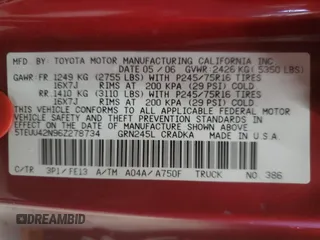 MFD. BY: TOYOTA MOTOR MANUFACTURING CALIFORNIA INC
DATE 05/06 GVWR 2426 KG (5350 LBS)
GAWR: FR 1249 KG (2755 LBS) WITH P245/75R16 TIRES
16X7J RIMS AT 200 KPA (29 PSI) COLD
RR 1410 KG (3110 LBS) WITH P245/75R16 TIRES
16X7J RIMS AT 200 KPA (29 PSI) COLD
THIS VEHICLE CONFORMS TO ALL APPLICABLE FEDERAL MOTOR
VEHICLE SAFETY AND THEFT PREVENTION STANDARDS IN
EFFECT ON THE DATE OF MANUFACTURE SHOWN ABOVE.
5TEUU42N96Z278734 GRN245L CRADKA MADE IN U.S.A.
C/TR 3P1/FE13 A/TM A04A/A750F TRUCK NO.386
© DREAMBID